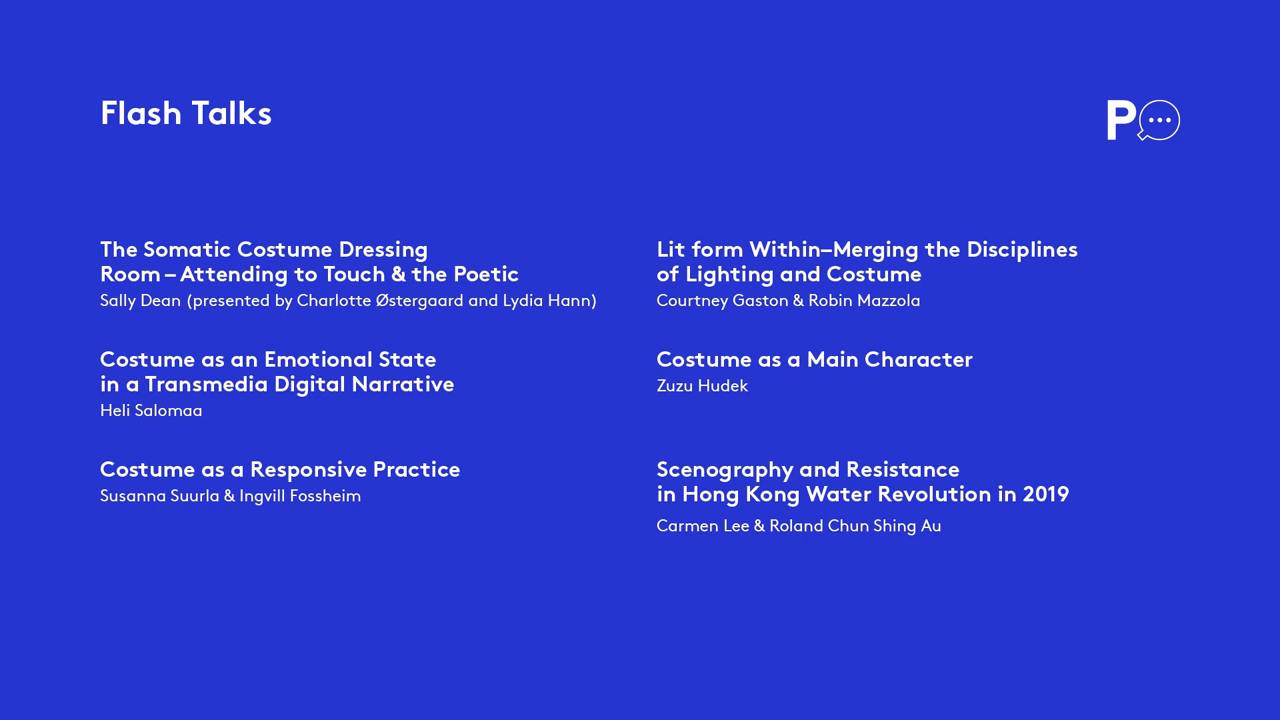 Flash Talks
P
The Somatic Costume Dressing
Room – Attending to Touch & the Poetic
Sally Dean (presented by Charlotte Østergaard and Lydia Hann)
Costume as an Emotional State
in a Transmedia Digital Narrative
Heli Salomaa
Costume as a Responsive Practice
Susanna Suurla & Ingvill Fossheim
Lit form Within–Merging the Disciplines
of Lighting and Costume
Courtney Gaston & Robin Mazzola
Costume as a Main Character
Zuzu Hudek
Scenography and Resistance
in Hong Kong Water Revolution in 2019
Carmen Lee & Roland Chun Shing Au